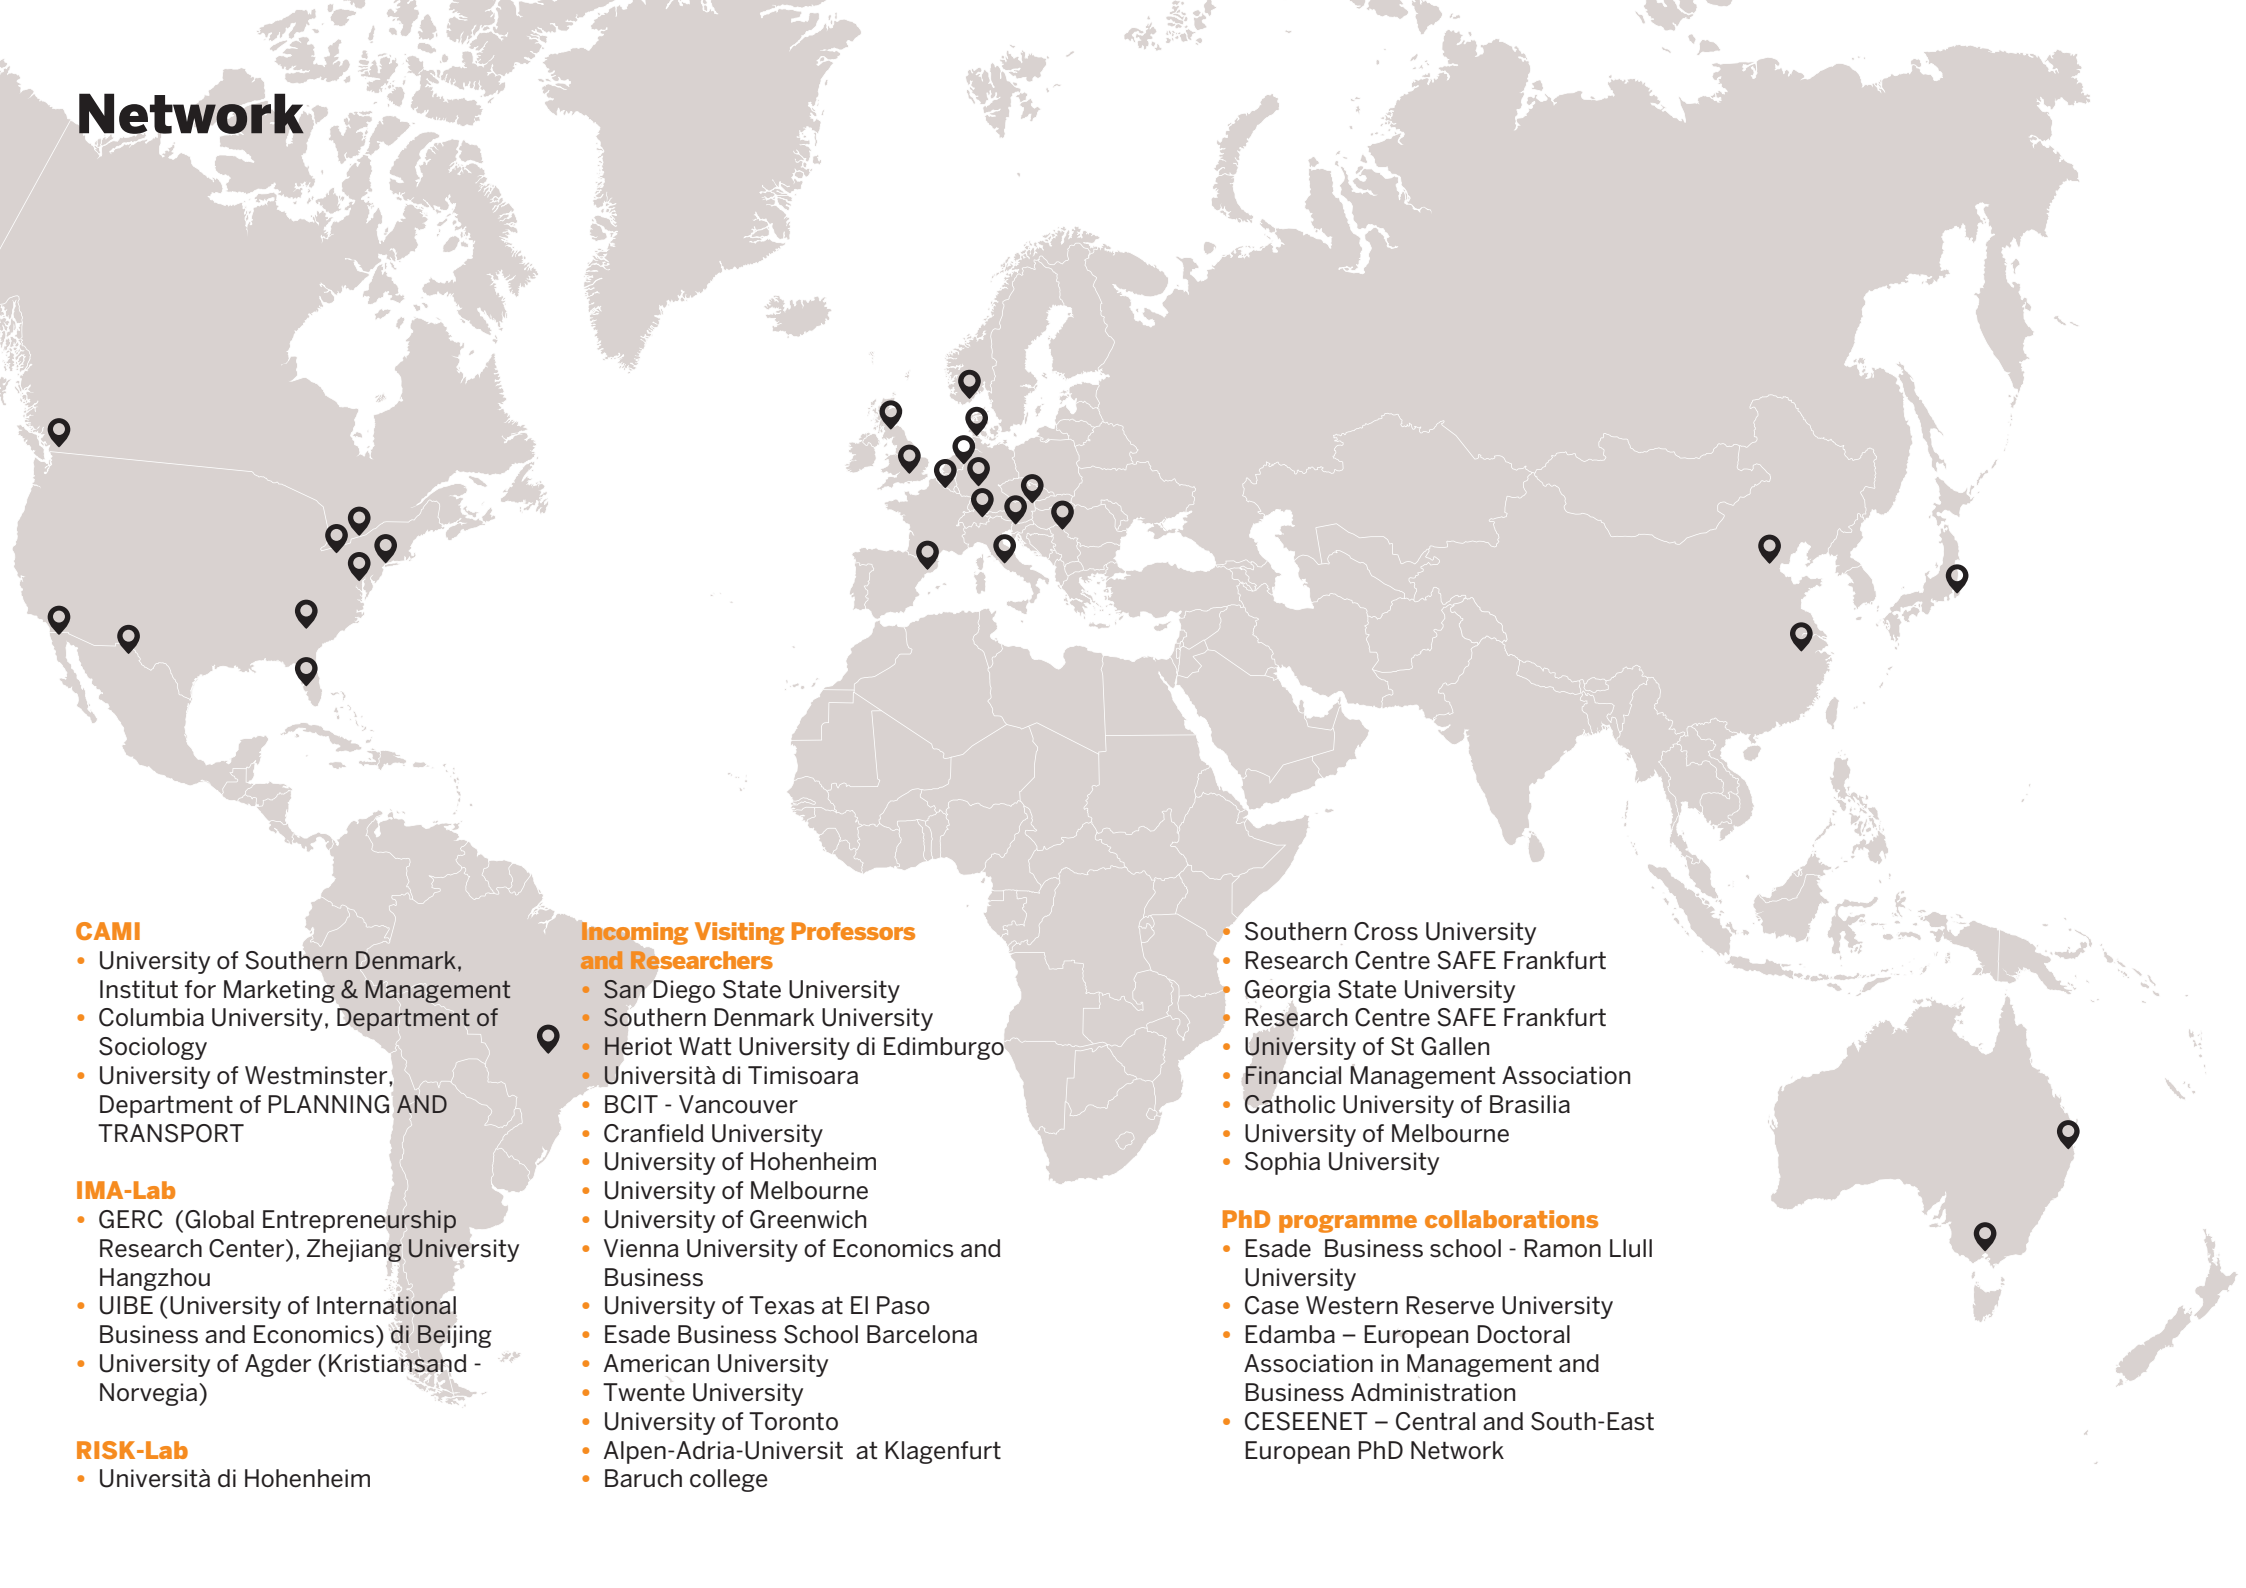 Network
CAMI
• University of Southern Denmark,
Institut for Marketing & Management
• Columbia University, Department of
Sociology
• University of Westminster,
Department of PLANNING AND
TRANSPORT
IMA-Lab
• GERC  (Global Entrepreneurship
Research Center), Zhejiang University
Hangzhou
• UIBE (University of International
Business and Economics) di Beijing
• University of Agder (Kristiansand -
Norvegia)
RISK-Lab
• Università di Hohenheim
Incoming Visiting Professors
and Researchers
• San Diego State University
• Southern Denmark University
• Heriot Watt University di Edimburgo
• Università di Timisoara
• BCIT - Vancouver
• Cranfield University
• University of Hohenheim
• University of Melbourne
• University of Greenwich
• Vienna University of Economics and
Business
• University of Texas at El Paso
• Esade Business School Barcelona
• American University
• Twente University
• University of Toronto
• Alpen-Adria-Universit  at Klagenfurt
• Baruch college
• Southern Cross University
• Research Centre SAFE Frankfurt
• Georgia State University
• Research Centre SAFE Frankfurt
• University of St Gallen
• Financial Management Association
• Catholic University of Brasilia
• University of Melbourne
• Sophia University
PhD programme collaborations
• Esade  Business school - Ramon Llull
University
• Case Western Reserve University
• Edamba – European Doctoral
Association in Management and
Business Administration
• CESEENET – Central and South-East
European PhD Network